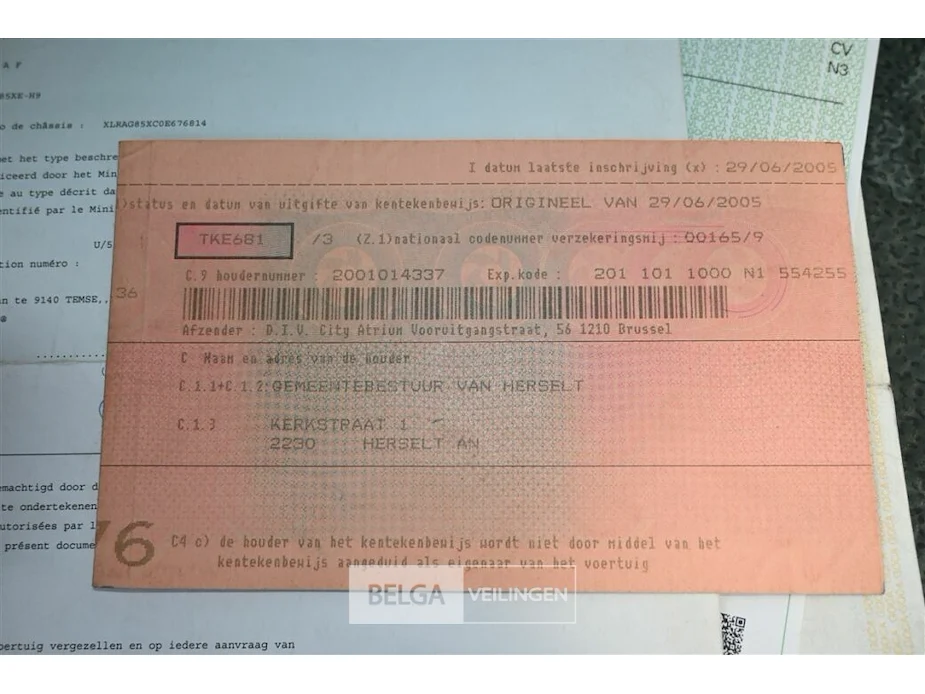 A F
85XE-H9
o de châssis : XLRAG85XC0E676814
CV
N3
et het type beschre
iceerd door het Min
e au type décrit da
entifié par le Mini
U/5
tion numéro :
n te 9140 TEMSE,
I datum laatste inschrijving (x) : 29/06/2005
)status en datum van uitgifte van kentekenbewijs: ORIGINEEL VAN 29/06/2005
TKE681 /3 (Z.1)nationaal codenummer verzekeringsmij : 00165/9
C.9 houdernummer : 2001014337 Exp.kode : 201 101 1000 N1 554255
36
Afzender : D.I.V. City Atrium Vooruitgangstraat, 56 1210 Brussel
C Naam en adres van de houder
C.1.1+C.1.2:GEMEENTEBESTUUR VAN HERSELT
C.1.3 KERKSTRAAT 1
2230 HERSELT AN
emachtigd door d
te ondertekenen
utorisées par l
présent docume
76
C4 c) de houder van het kentekenbewijs wordt niet door middel van het
kentekenbewijs aangeduid als eigenaar van het voertuig
BELGA VEILINGEN
oertuig vergezellen en op iedere aanvraag van